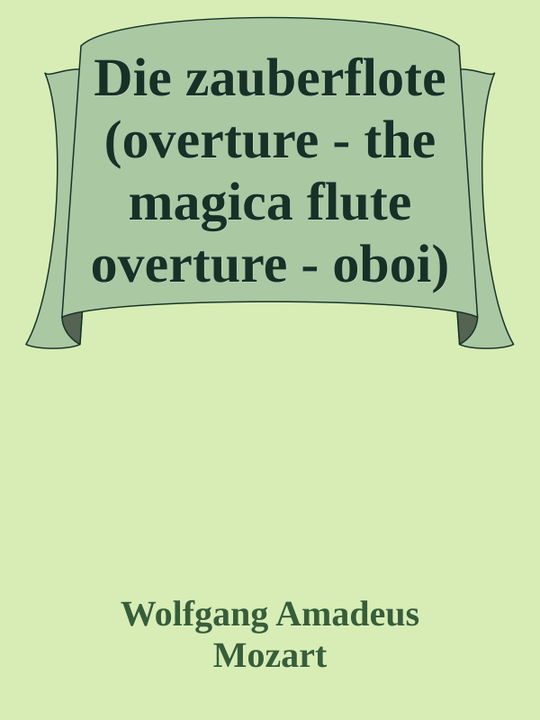 Die zauberflote
(overture - the
magica flute
overture - oboi)
Wolfgang Amadeus
Mozart